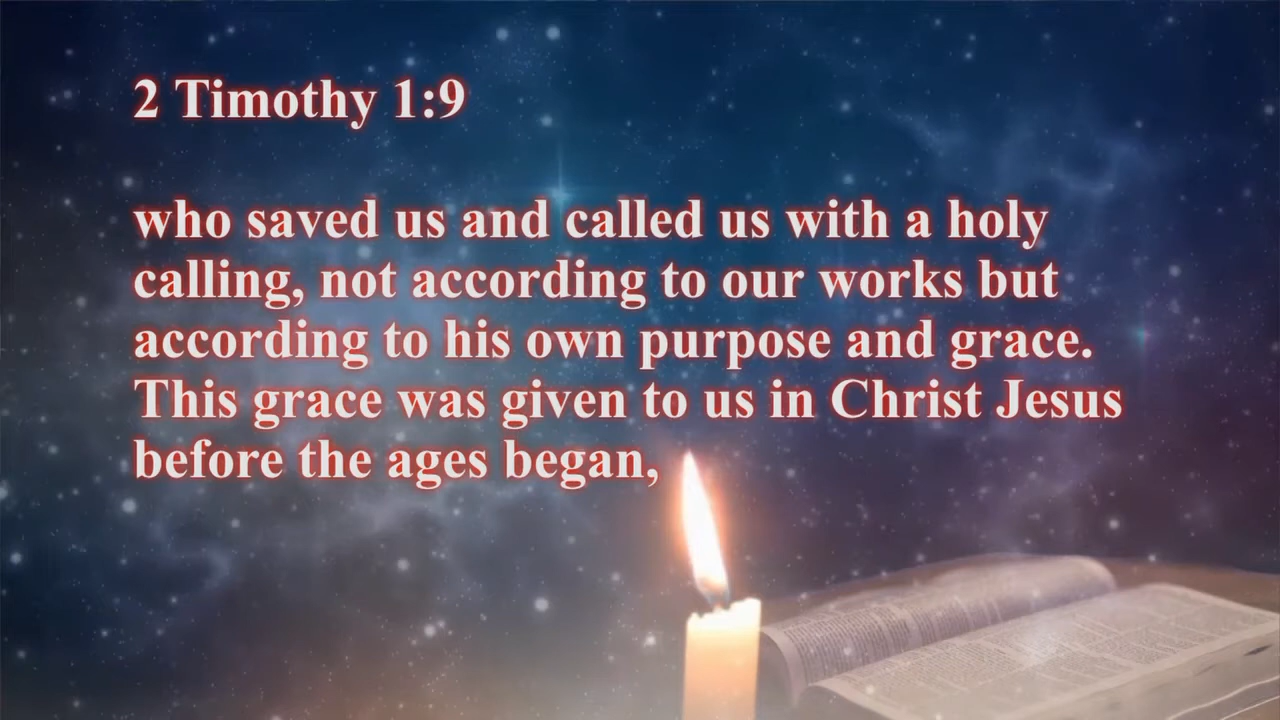 2 Timothy 1:9
who saved us and called us with a holy
calling, not according to our works but
according to his own purpose and grace.
This grace was given to us in Christ Jesus
before the ages began,